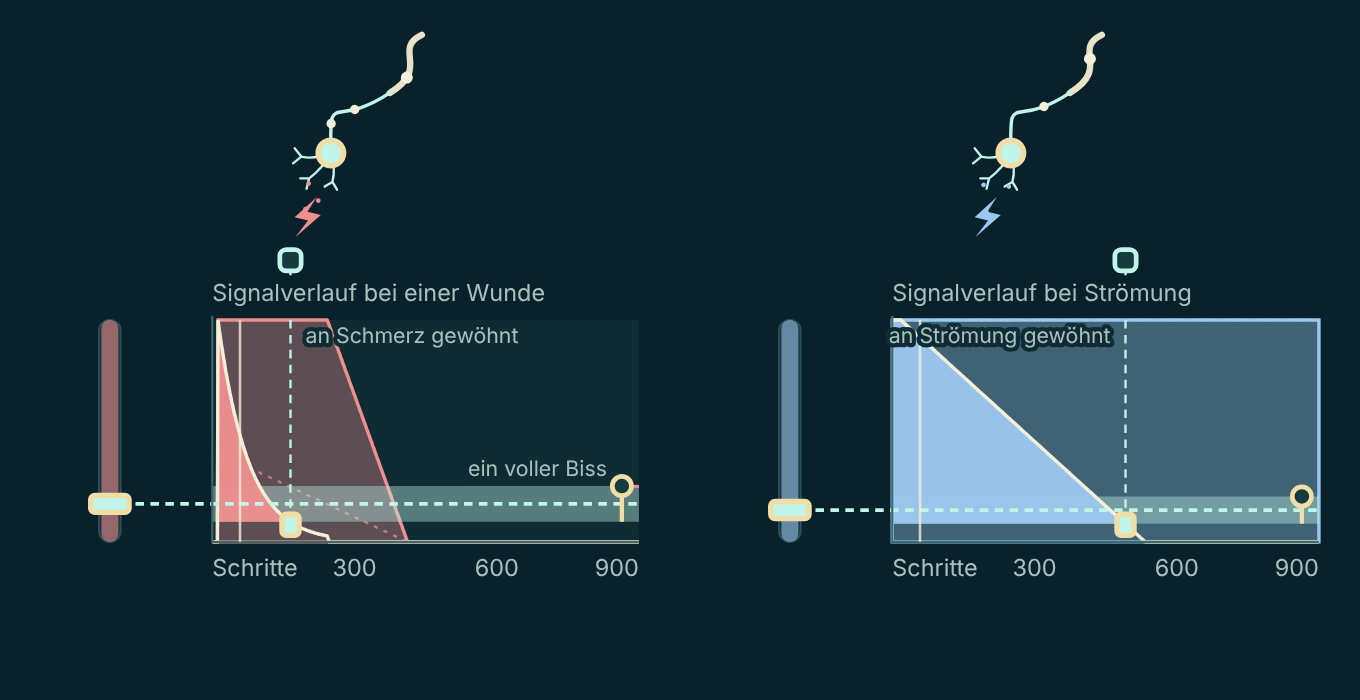 Signalverlauf bei einer Wunde
an Schmerz gewöhnt
ein voller Biss
Schritte 300 600 900
Signalverlauf bei Strömung
an Strömung gewöhnt
Schritte 300 600 900